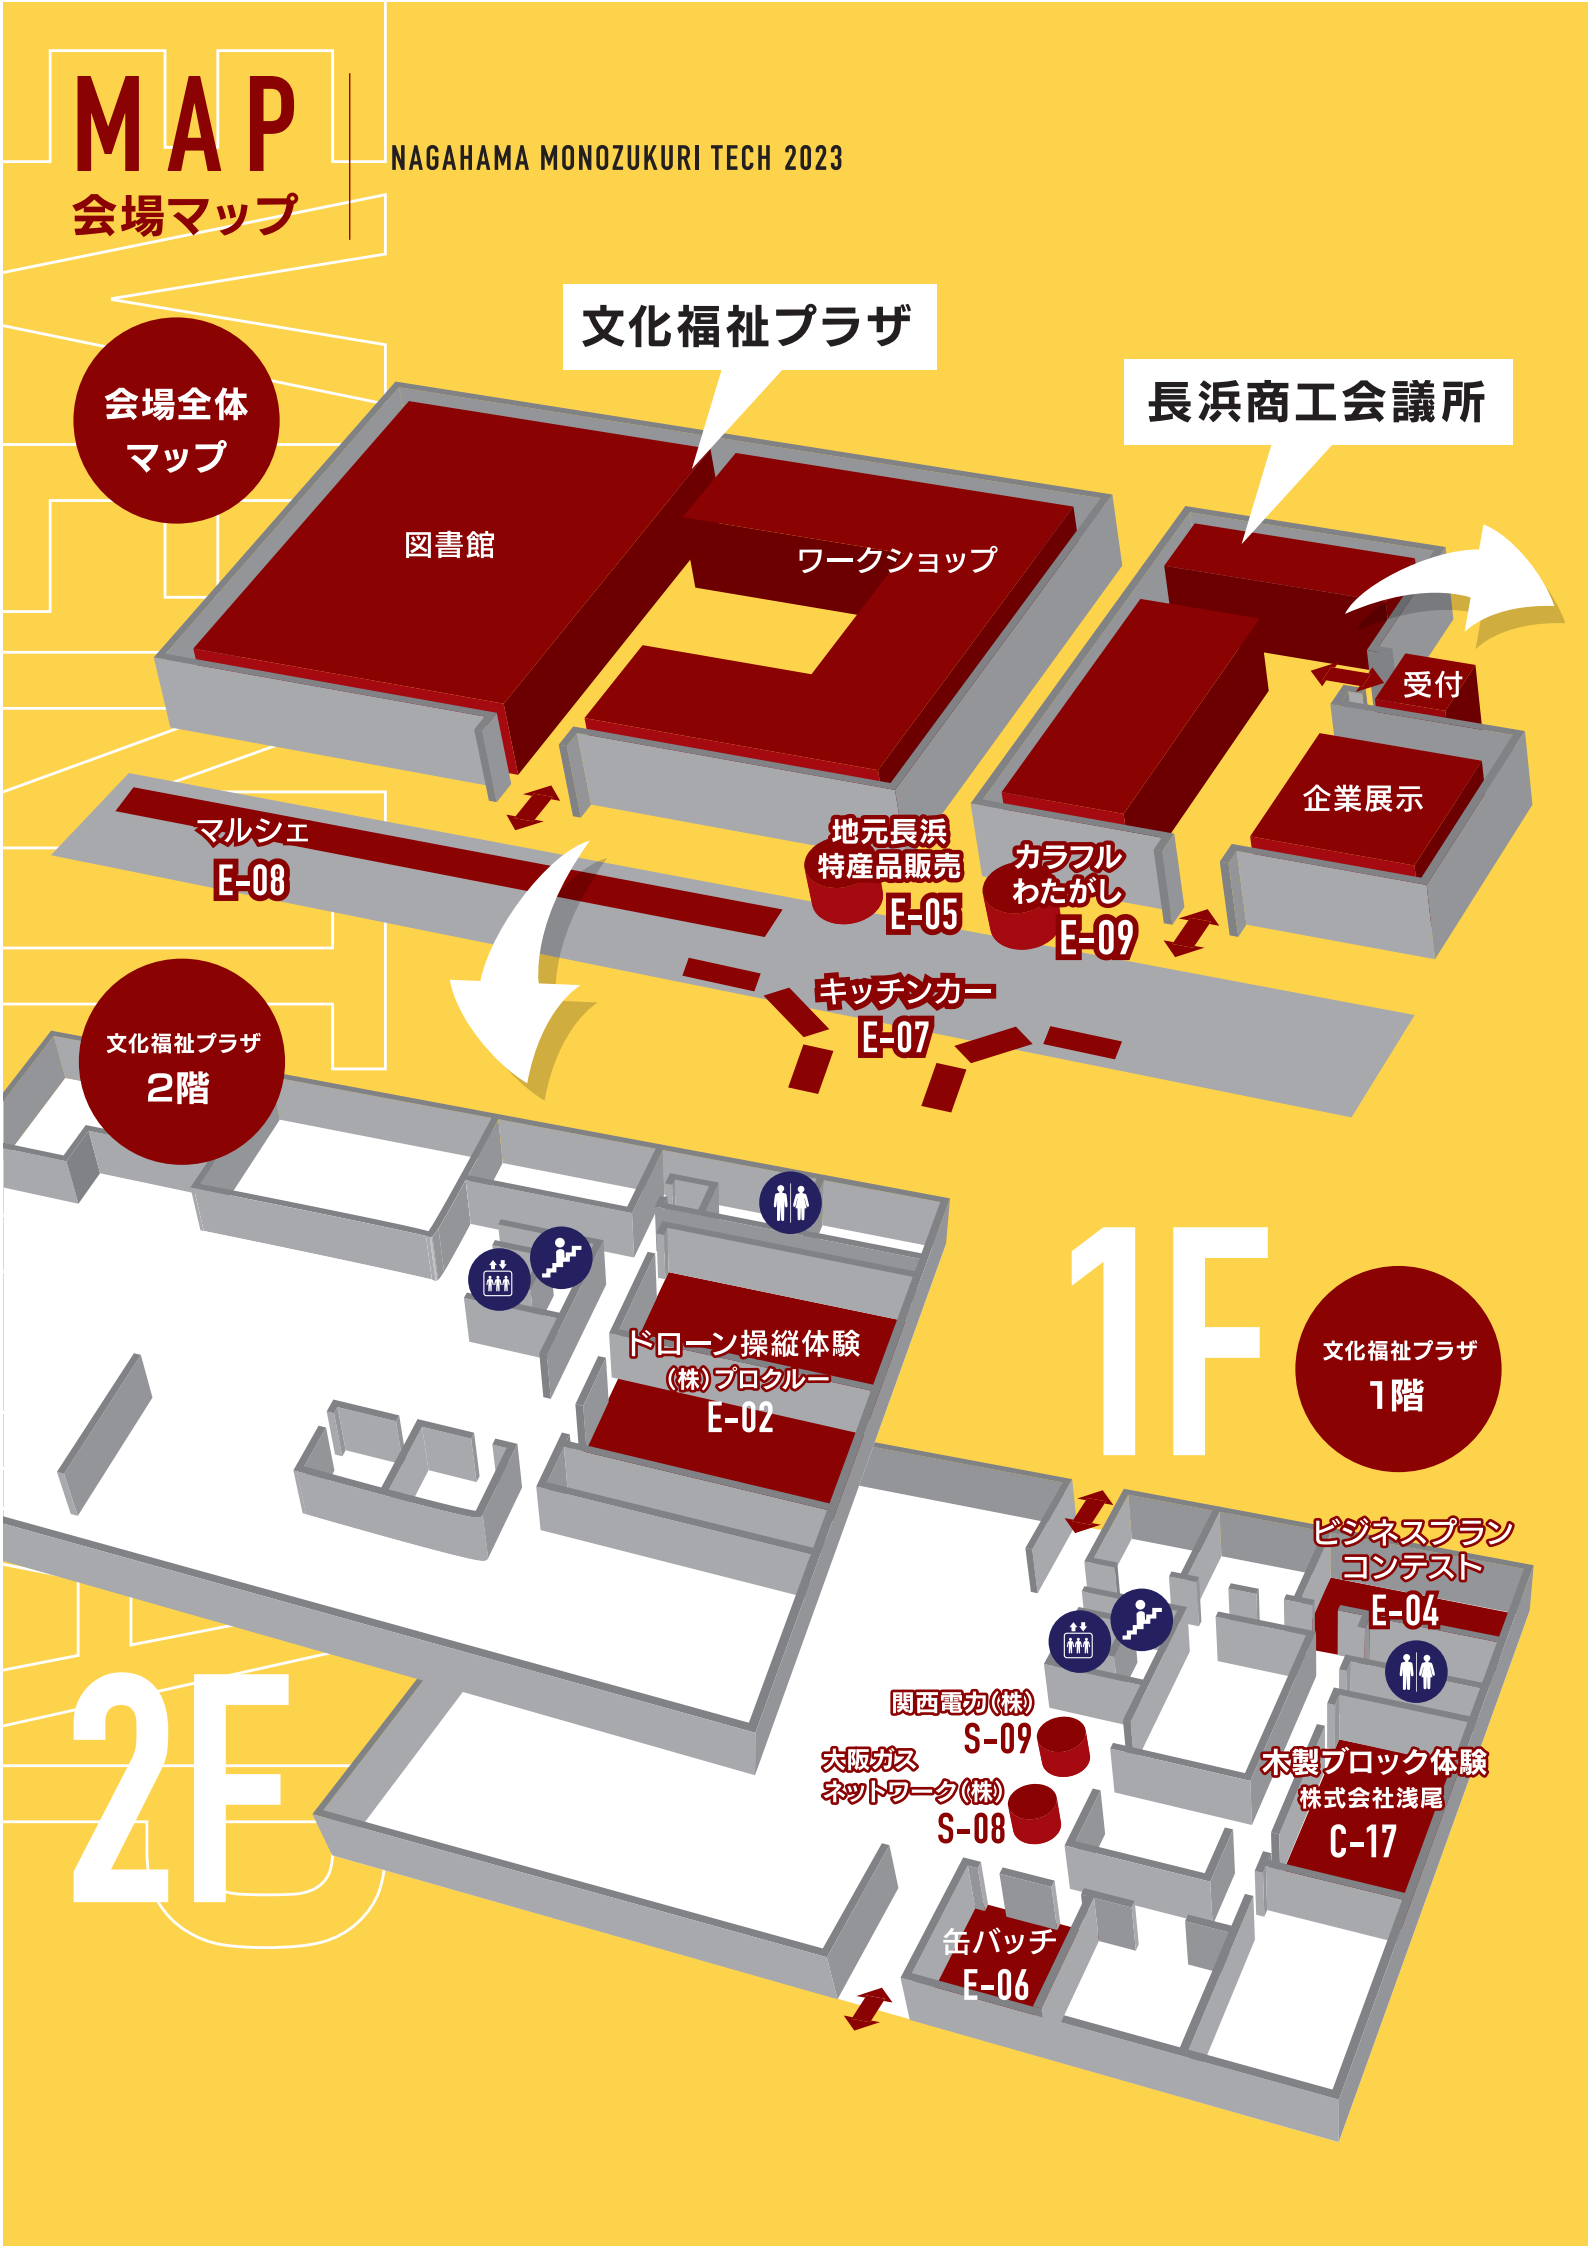 MAP
会場マップ
NAGAHAMA MONOZUKURI TECH 2023
会場全体
マップ
文化福祉プラザ
長浜商工会議所
図書館
ワークショップ
受付
企業展示
マルシェ
E-08
地元長浜
特産品販売
E-05
カラフル
わたがし
E-09
キッチンカー
E-07
文化福祉プラザ
2階
ドローン操縦体験
（株）プロクルー
E-02
2F
1F
文化福祉プラザ
1階
ビジネスプラン
コンテスト
E-04
関西電力（株）
S-09
大阪ガス
ネットワーク（株）
S-08
木製ブロック体験
株式会社浅尾
C-17
缶バッチ
E-06